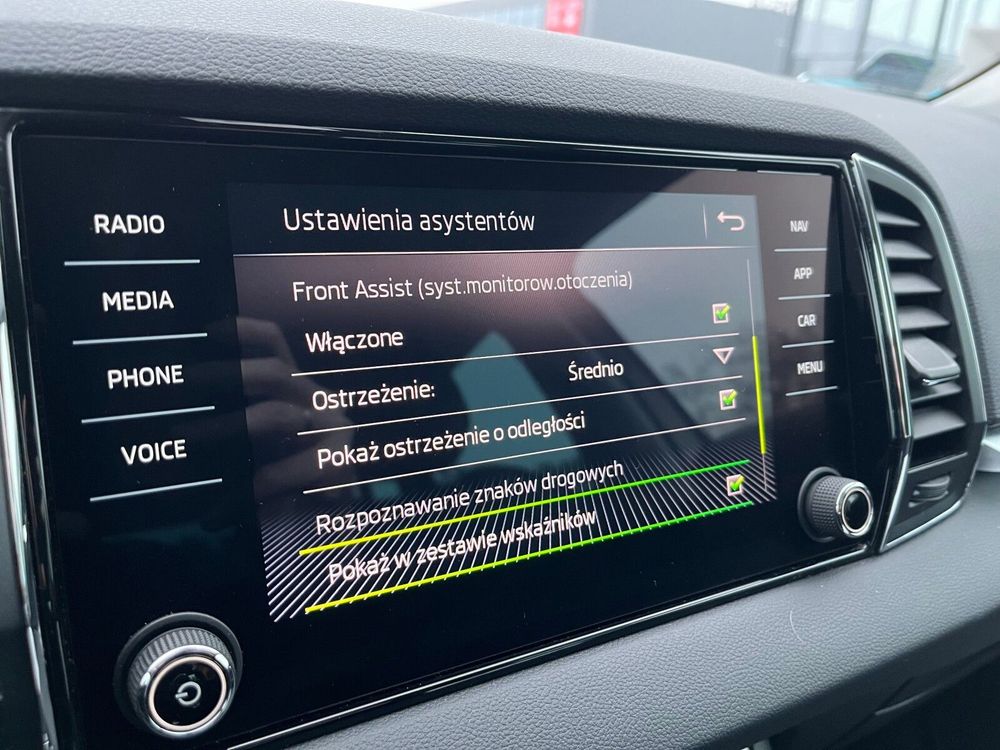 RADIO
MEDIA
PHONE
VOICE
Ustawienia asystentów
Front Assist (syst.monitorow.otoczenia)
Włączone
Ostrzeżenie: Średnio
Pokaż ostrzeżenie o odległości
Rozpoznawanie znaków drogowych
Pokaż w zestawie wskaźników
NAV
APP
CAR
MENU